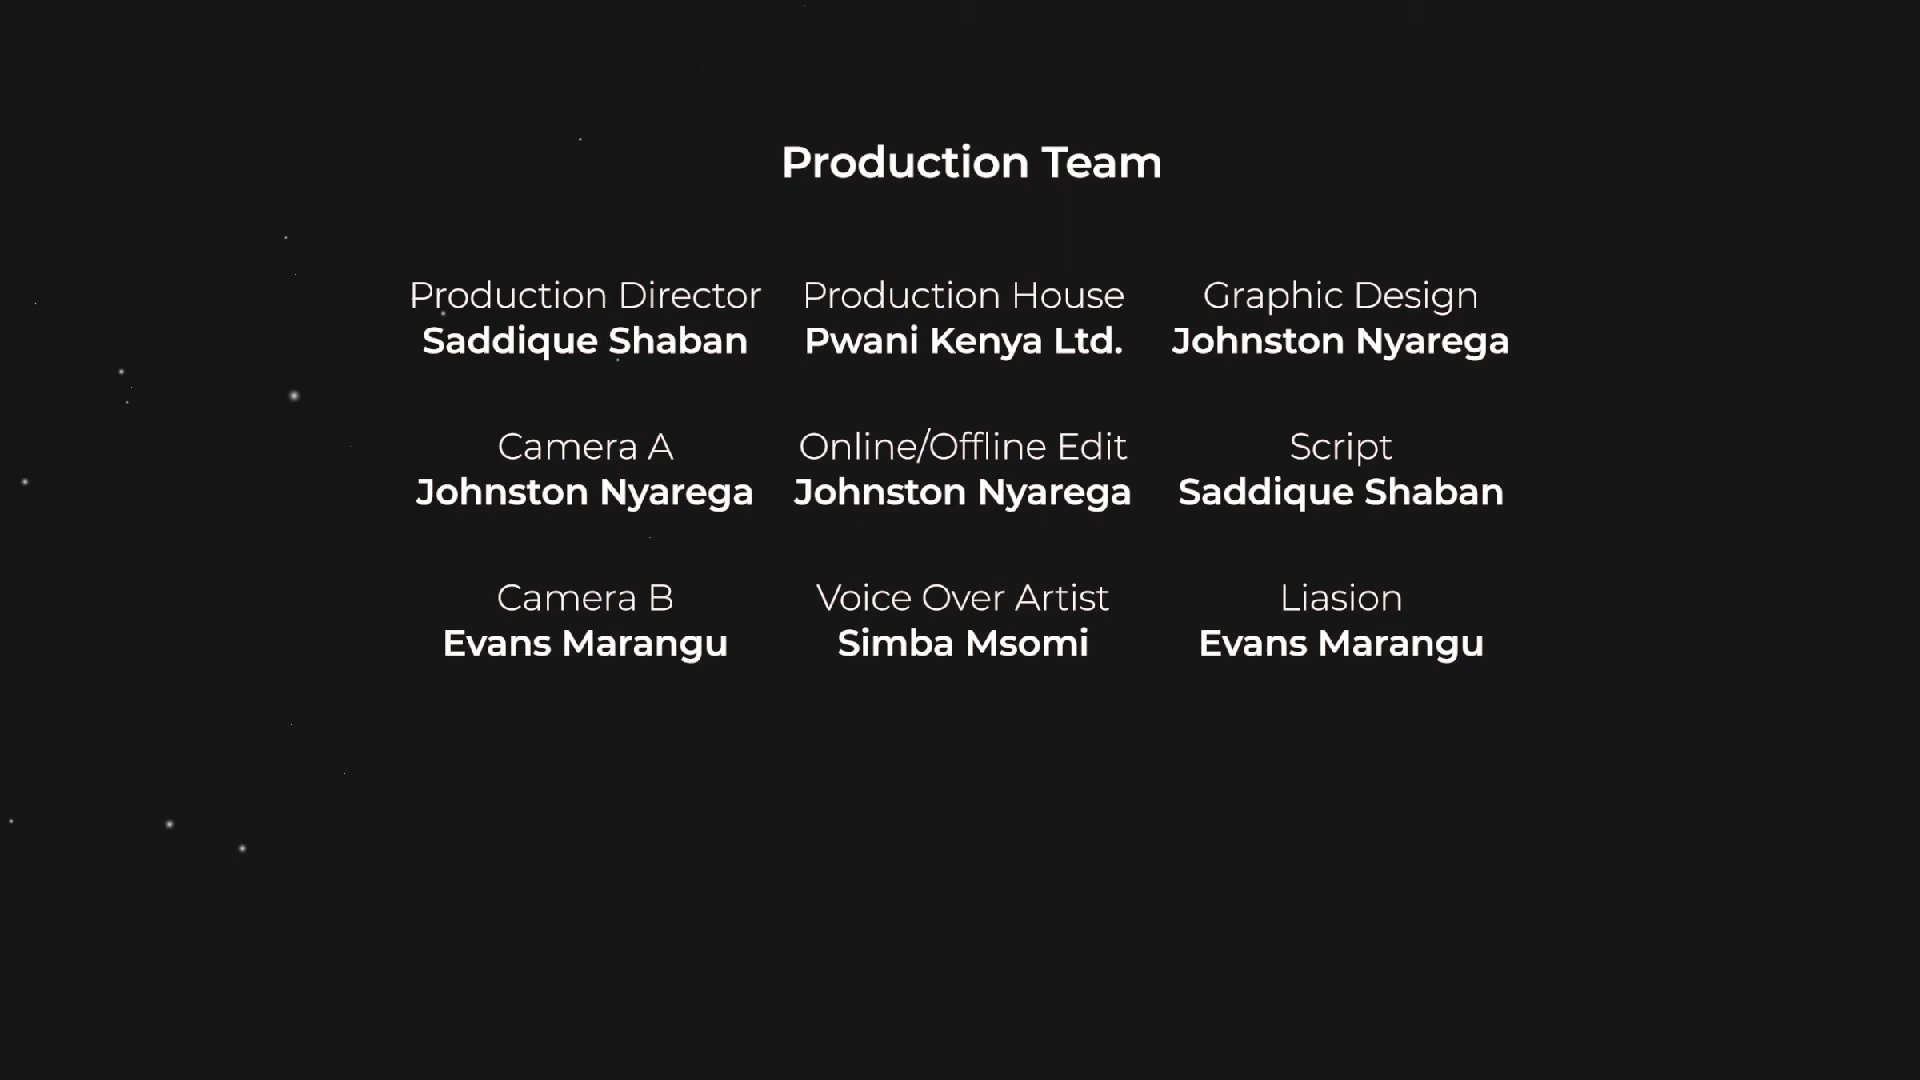 Production Team
Production Director
Saddique Shaban
Production House
Pwani Kenya Ltd.
Graphic Design
Johnston Nyarega
Camera A
Johnston Nyarega
Online/Offline Edit
Johnston Nyarega
Script
Saddique Shaban
Camera B
Evans Marangu
Voice Over Artist
Simba Msomi
Liasion
Evans Marangu